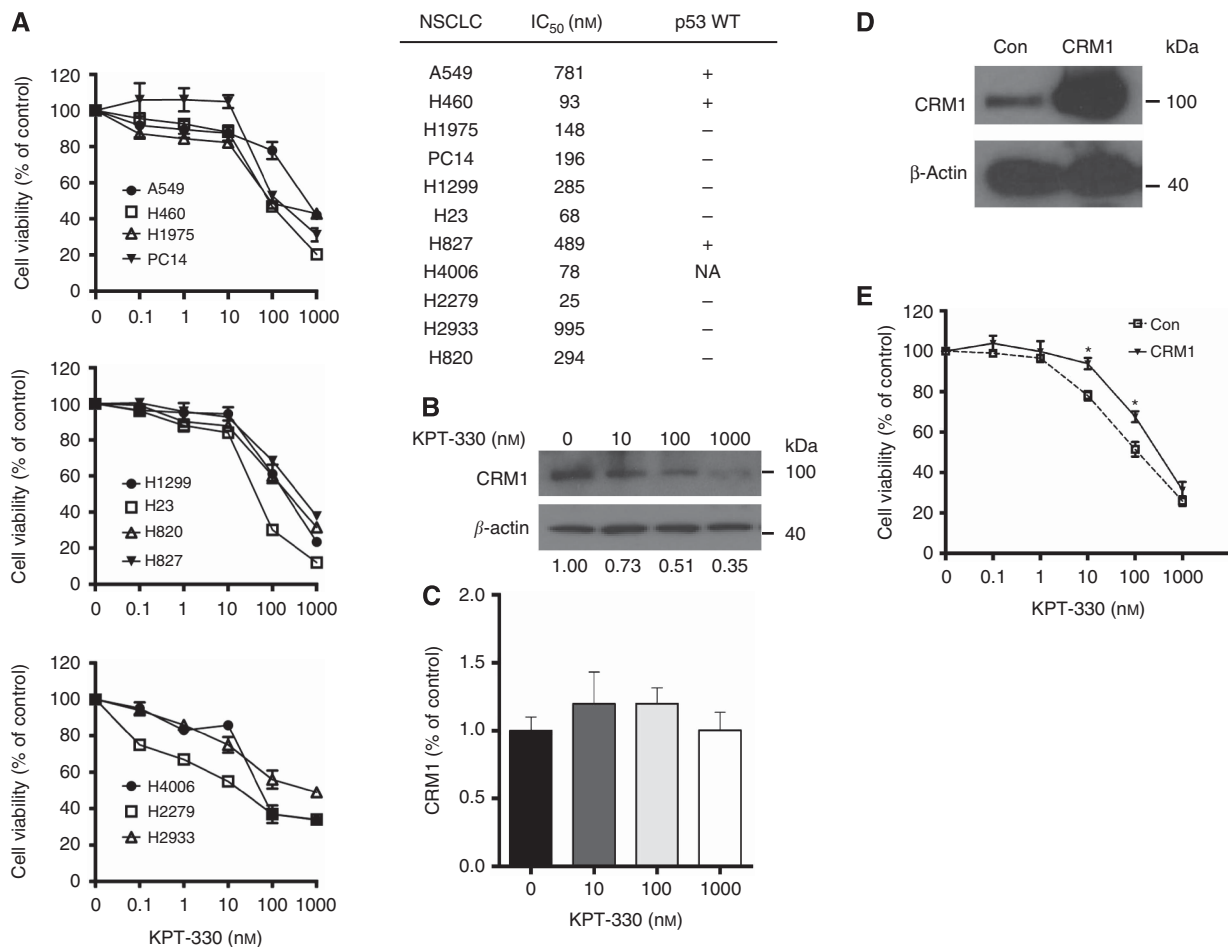 A
Cell viability (% of control)
120
100
80
60
40
20
0
A549
H460
H1975
PC14
0 0.1 1 10 100 1000
Cell viability (% of control)
120
100
80
60
40
20
0
H1299
H23
H820
H827
0 0.1 1 10 100 1000
Cell viability (% of control)
120
100
80
60
40
20
0
H4006
H2279
H2933
0 0.1 1 10 100 1000
KPT-330 (nM)
NSCLC IC50 (nM) p53 WT
A549 781 +
H460 93 +
H1975 148 –
PC14 196 –
H1299 285 –
H23 68 –
H827 489 +
H4006 78 NA
H2279 25 –
H2933 995 –
H820 294 –
B
KPT-330 (nM) 0 10 100 1000 kDa
CRM1 100
β-actin 40
1.00 0.73 0.51 0.35
C
CRM1 (% of control)
2.0
1.5
1.0
0.5
0.0
0 10 100 1000
KPT-330 (nM)
D
Con CRM1 kDa
CRM1 100
β-Actin 40
E
Cell viability (% of control)
120
100
80
60
40
20
0
Con
CRM1
*
*
0 0.1 1 10 100 1000
KPT-330 (nM)